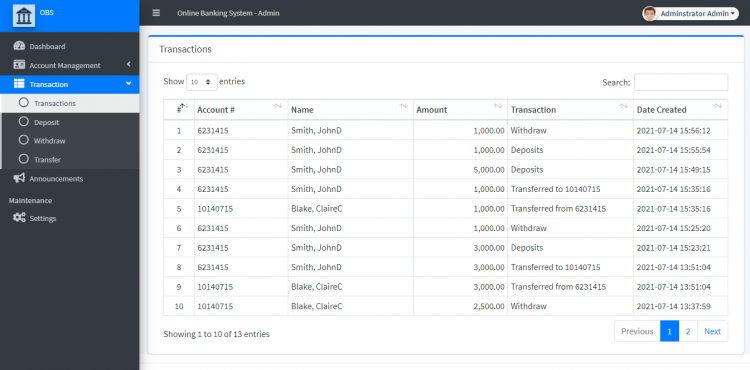 OBS
Online Banking System - Admin
Adminstrator Admin
Dashboard
Account Management
Transaction
Transactions
Deposit
Withdraw
Transfer
Announcements
Maintenance
Settings
Transactions
Show 10 entries
Search:
# Account # Name Amount Transaction Date Created
1 6231415 Smith, JohnD 1,000.00 Withdraw 2021-07-14 15:56:12
2 6231415 Smith, JohnD 1,000.00 Deposits 2021-07-14 15:55:54
3 6231415 Smith, JohnD 5,000.00 Deposits 2021-07-14 15:49:15
4 6231415 Smith, JohnD 1,000.00 Transferred to 10140715 2021-07-14 15:35:16
5 10140715 Blake, ClaireC 1,000.00 Transferred from 6231415 2021-07-14 15:35:16
6 6231415 Smith, JohnD 1,000.00 Withdraw 2021-07-14 15:25:20
7 6231415 Smith, JohnD 3,000.00 Deposits 2021-07-14 15:23:21
8 6231415 Smith, JohnD 3,000.00 Transferred to 10140715 2021-07-14 13:51:04
9 10140715 Blake, ClaireC 3,000.00 Transferred from 6231415 2021-07-14 13:51:04
10 10140715 Blake, ClaireC 2,500.00 Withdraw 2021-07-14 13:37:59
Showing 1 to 10 of 13 entries
Previous 1 2 Next